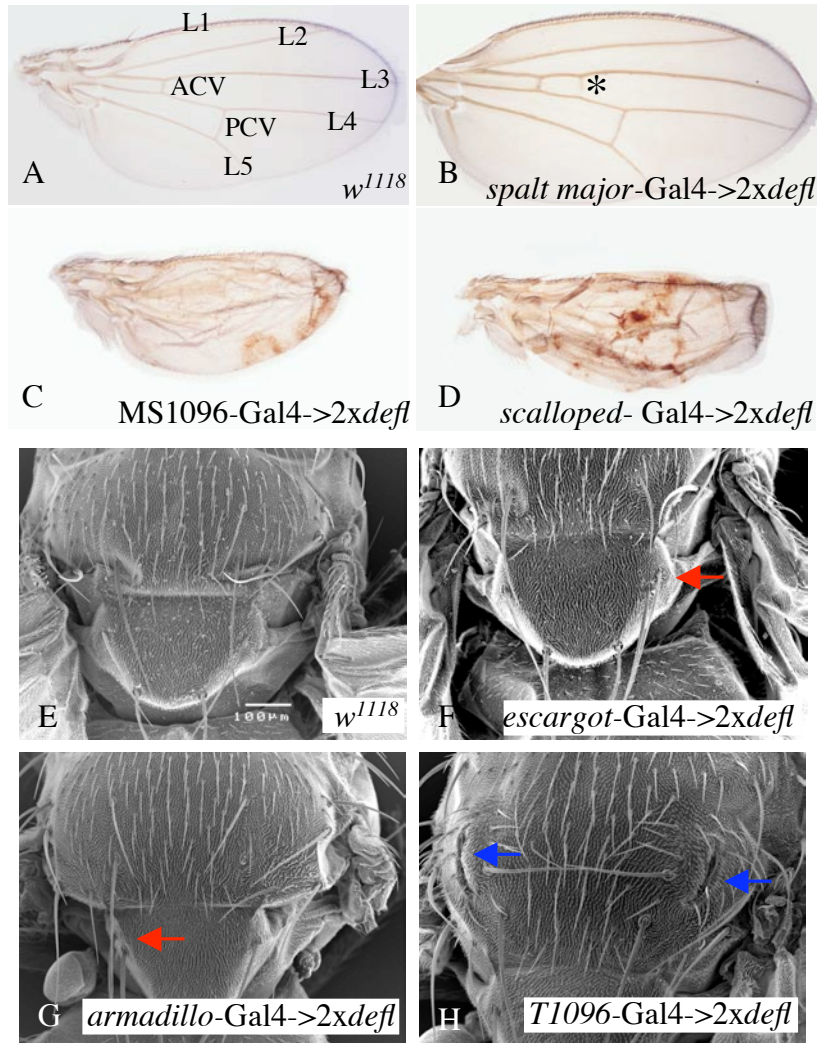 L1
L2
L3
ACV
PCV
L4
L5
A
w1118
*
B
spalt major-Gal4->2xdefl
C
MS1096-Gal4->2xdefl
D
scalloped- Gal4->2xdefl
E
100µm
w1118
F
escargot-Gal4->2xdefl
G
armadillo-Gal4->2xdefl
H
T1096-Gal4->2xdefl